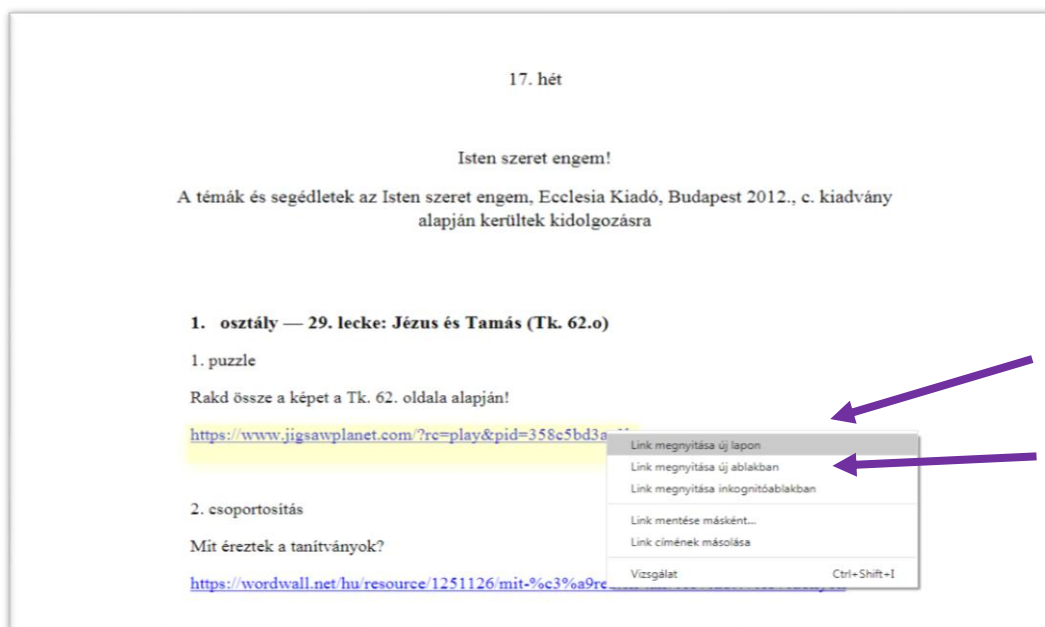 17. hét
Isten szeret engem!
A témák és segédletek az Isten szeret engem, Ecclesia Kiadó, Budapest 2012., c. kiadvány
alapján kerültek kidolgozásra
1. osztály — 29. lecke: Jézus és Tamás (Tk. 62.o)
1. puzzle
Rakd össze a képet a Tk. 62. oldala alapján!
https://www.jigsawplanet.com/?rc=play&pid=358c5bd3a
Link megnyitása új lapon
Link megnyitása új ablakban
Link megnyitása inkognitóablakban
Link mentése másként...
Link címének másolása
Vizsgálat Ctrl+Shift+I
2. csoportosítás
Mit éreztek a tanítványok?
https://wordwall.net/hu/resource/1251126/mit-%c3%a9re